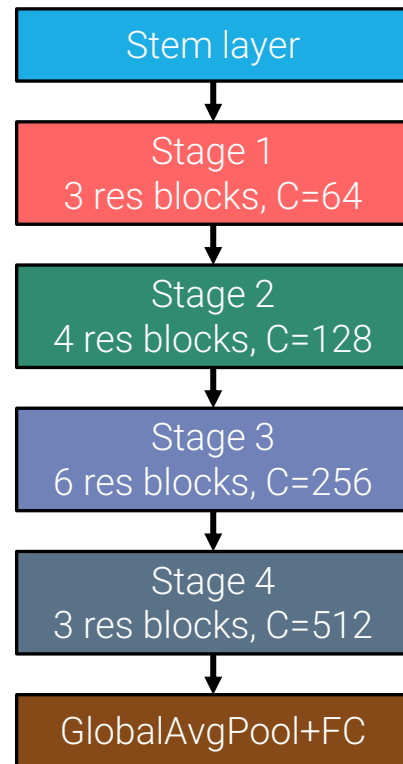 Stem layer
Stage 1
3 res blocks, C=64
Stage 2
4 res blocks, C=128
Stage 3
6 res blocks, C=256
Stage 4
3 res blocks, C=512
GlobalAvgPool+FC